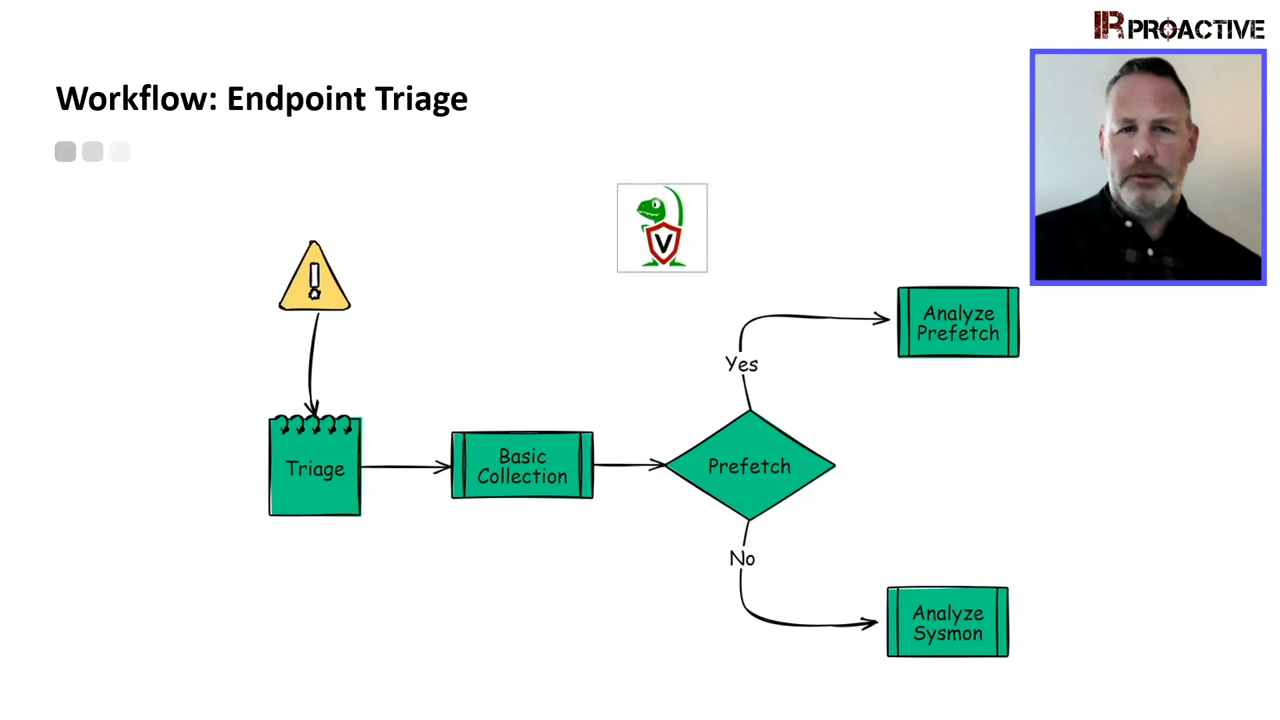 IR PROACTIVE
Workflow: Endpoint Triage
V
!
Analyze
Prefetch
Yes
Triage
Basic
Collection
Prefetch
No
Analyze
Sysmon